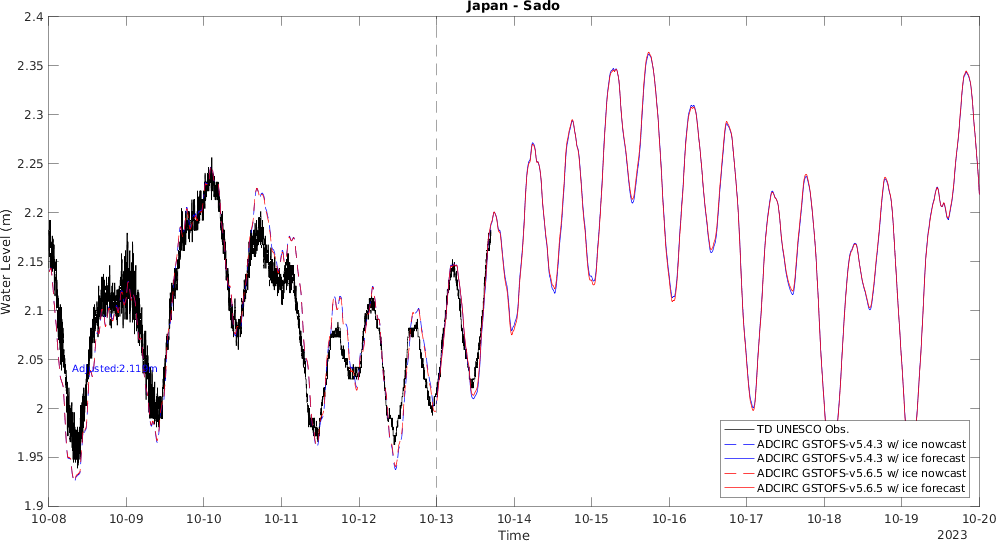 Japan - Sado
2.4
2.35
2.3
2.25
2.2
2.15
2.1
2.05
2
1.95
1.9
Water Level (m)
TD UNESCO Obs.
ADCIRC GSTOFS-v5.4.3 w/ ice nowcast
ADCIRC GSTOFS-v5.4.3 w/ ice forecast
ADCIRC GSTOFS-v5.6.5 w/ ice nowcast
ADCIRC GSTOFS-v5.6.5 w/ ice forecast
10-08 10-09 10-10 10-11 10-12 10-13 10-14 10-15 10-16 10-17 10-18 10-19 10-20
Time
2023